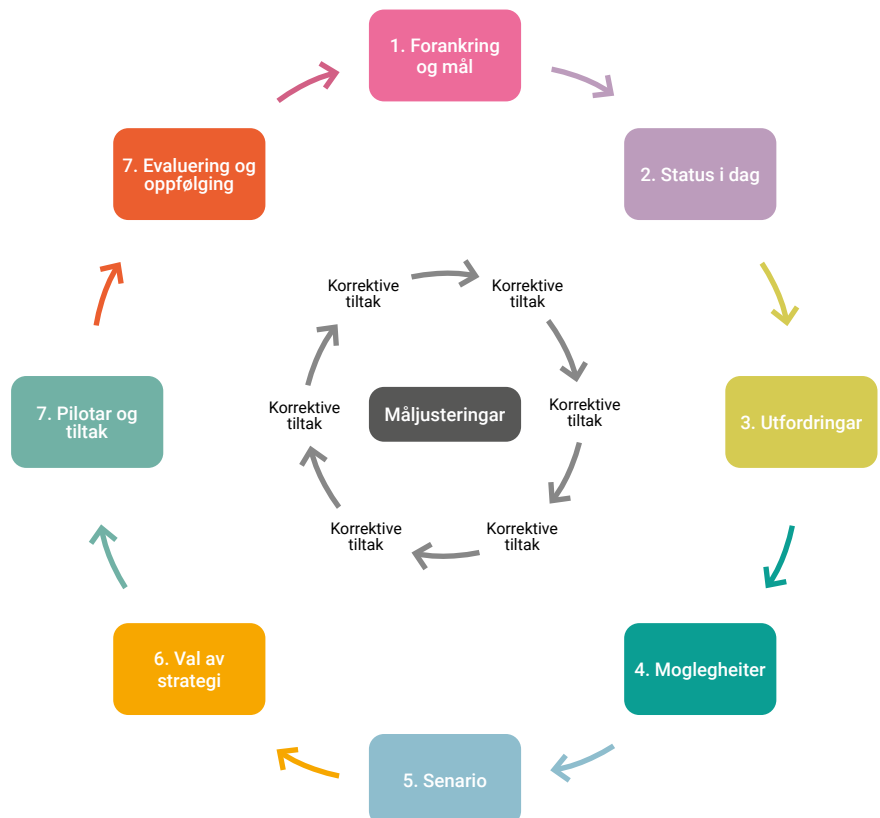 1. Forankring
og mål
2. Status i dag
3. Utfordringar
4. Moglegheiter
5. Senario
6. Val av
strategi
7. Pilotar og
tiltak
7. Evaluering og
oppfølging
Korrektive
tiltak
Korrektive
tiltak
Korrektive
tiltak
Korrektive
tiltak
Korrektive
tiltak
Korrektive
tiltak
Måljusteringar